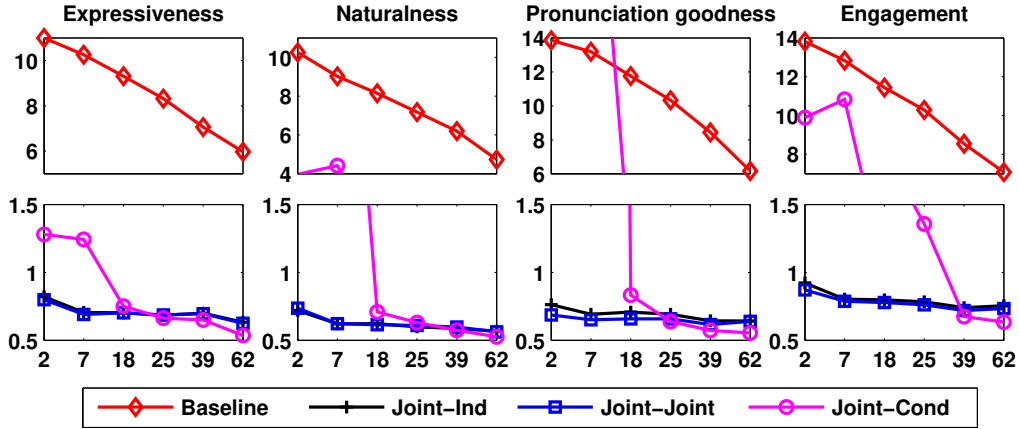 Expressiveness Naturalness Pronunciation goodness Engagement
10 10 14 14
8 8 12 12
6 6 10 10
4 8 8
6
1.5 1.5 1.5 1.5
1 1 1 1
0.5 0.5 0.5 0.5
2 7 18 25 39 62 2 7 18 25 39 62 2 7 18 25 39 62 2 7 18 25 39 62
Baseline Joint−Ind Joint−Joint Joint−Cond